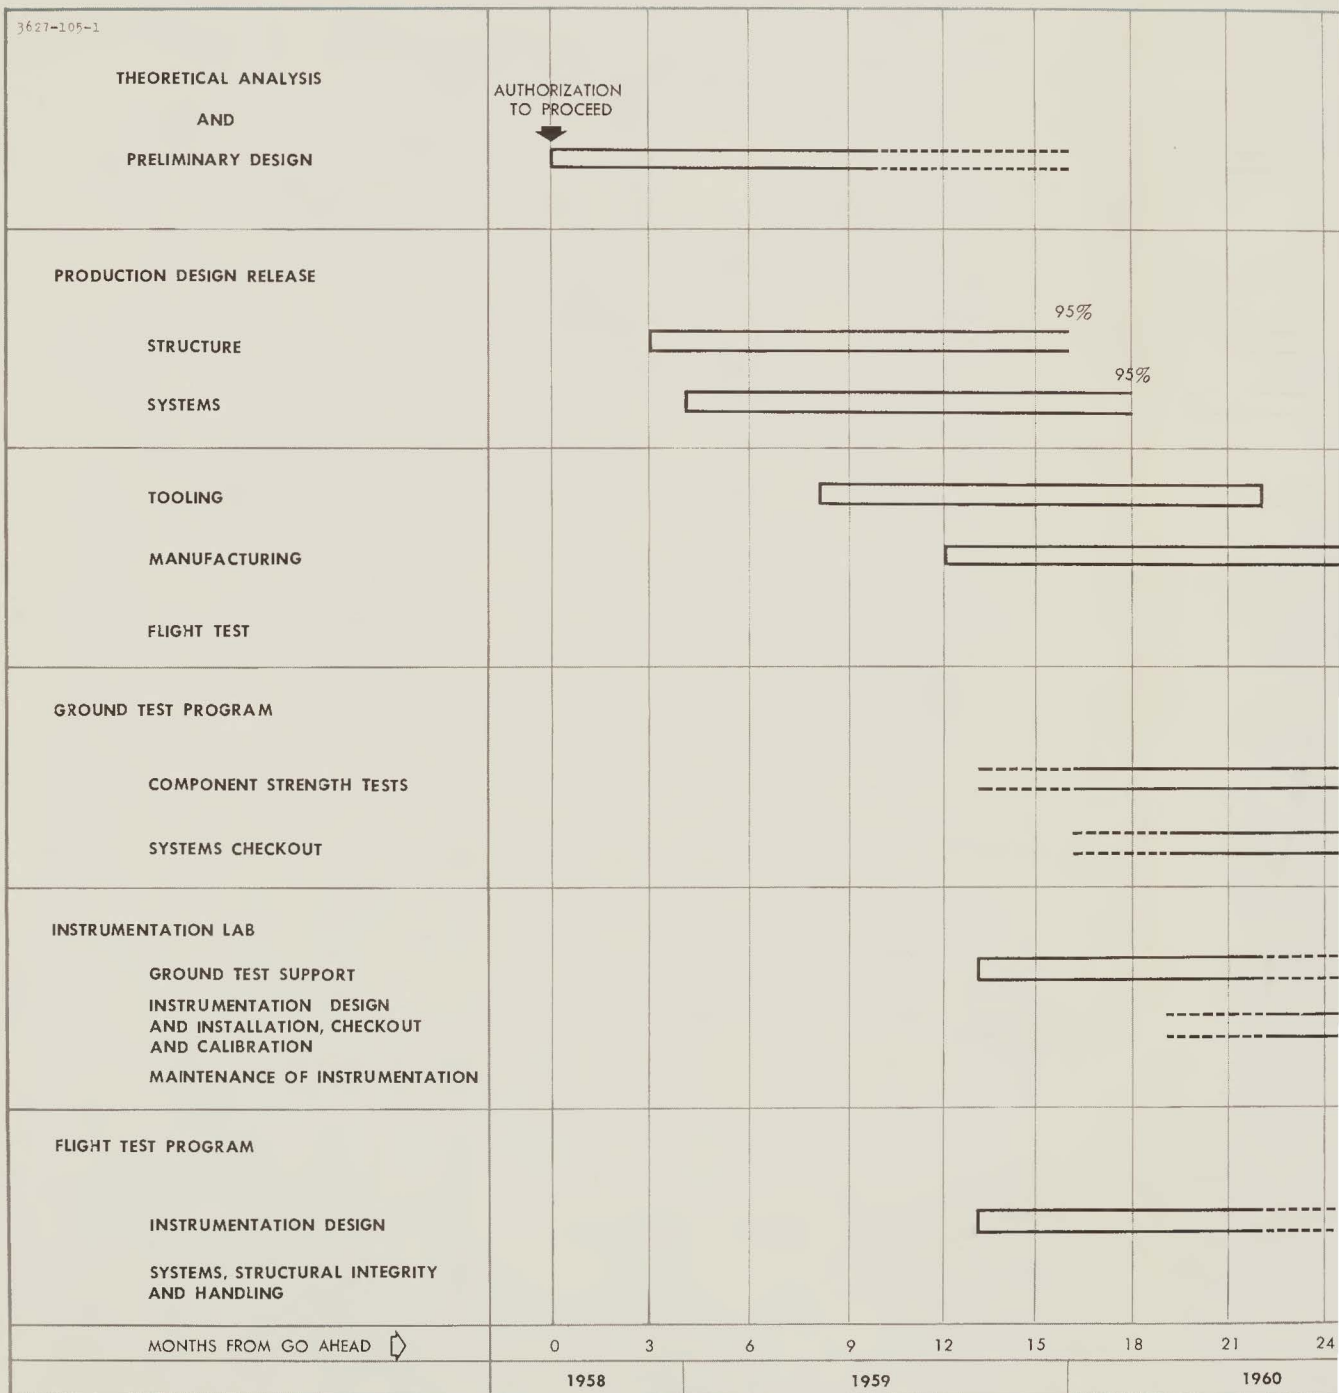 3627-105-1
THEORETICAL ANALYSIS
AND
PRELIMINARY DESIGN
AUTHORIZATION
TO PROCEED
PRODUCTION DESIGN RELEASE
STRUCTURE
95%
SYSTEMS
95%
TOOLING
MANUFACTURING
FLIGHT TEST
GROUND TEST PROGRAM
COMPONENT STRENGTH TESTS
SYSTEMS CHECKOUT
INSTRUMENTATION LAB
GROUND TEST SUPPORT
INSTRUMENTATION DESIGN
AND INSTALLATION, CHECKOUT
AND CALIBRATION
MAINTENANCE OF INSTRUMENTATION
FLIGHT TEST PROGRAM
INSTRUMENTATION DESIGN
SYSTEMS, STRUCTURAL INTEGRITY
AND HANDLING
MONTHS FROM GO AHEAD 0 3 6 9 12 15 18 21 24
1958 1959 1960